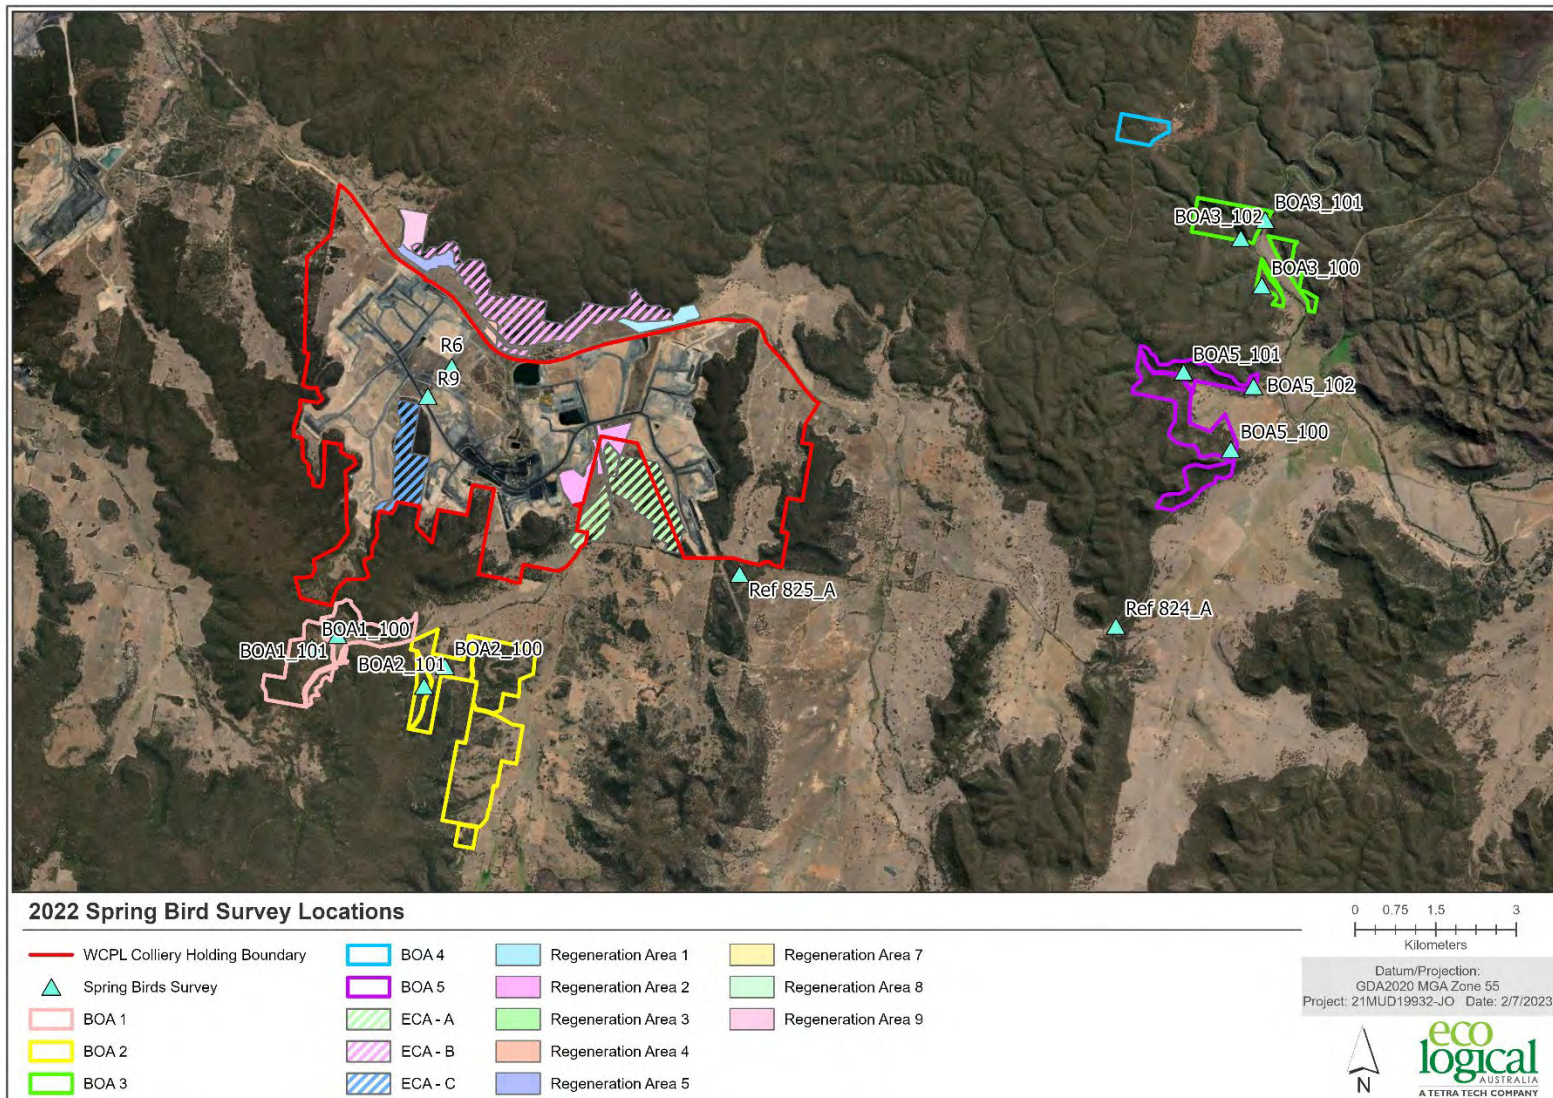 BOA3_101
BOA3_102
BOA3_100
BOA5_101
BOA5_102
BOA5_100
R6
R9
Ref 825_A
Ref 824_A
BOA1_100
BOA1_101
BOA2_100
BOA2_101
2022 Spring Bird Survey Locations
WCPL Colliery Holding Boundary
Spring Birds Survey
BOA 1
BOA 2
BOA 3
BOA 4
BOA 5
ECA - A
ECA - B
ECA - C
Regeneration Area 1
Regeneration Area 2
Regeneration Area 3
Regeneration Area 4
Regeneration Area 5
Regeneration Area 7
Regeneration Area 8
Regeneration Area 9
0 0.75 1.5 3
Kilometers
Datum/Projection:
GDA2020 MGA Zone 55
Project: 21MUD19932-JO Date: 2/7/2023
N
eco
logical
AUSTRALIA
A TETRA TECH COMPANY